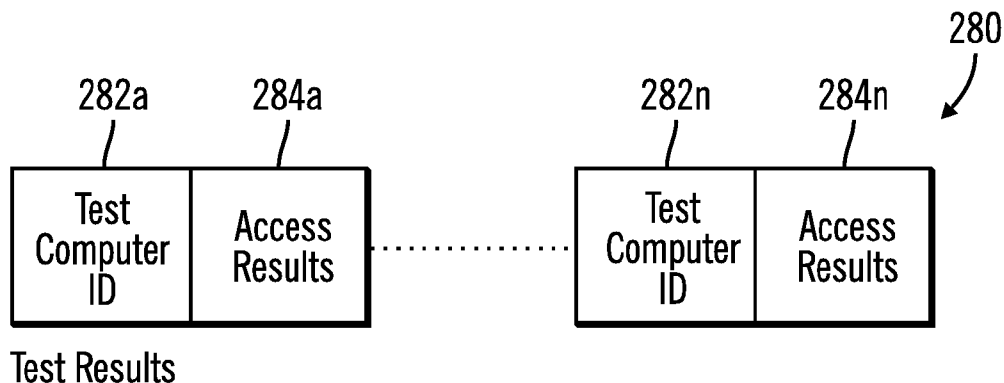 280
282a
284a
282n
284n
Test
Computer
ID
Access
Results
Test
Computer
ID
Access
Results
Test Results